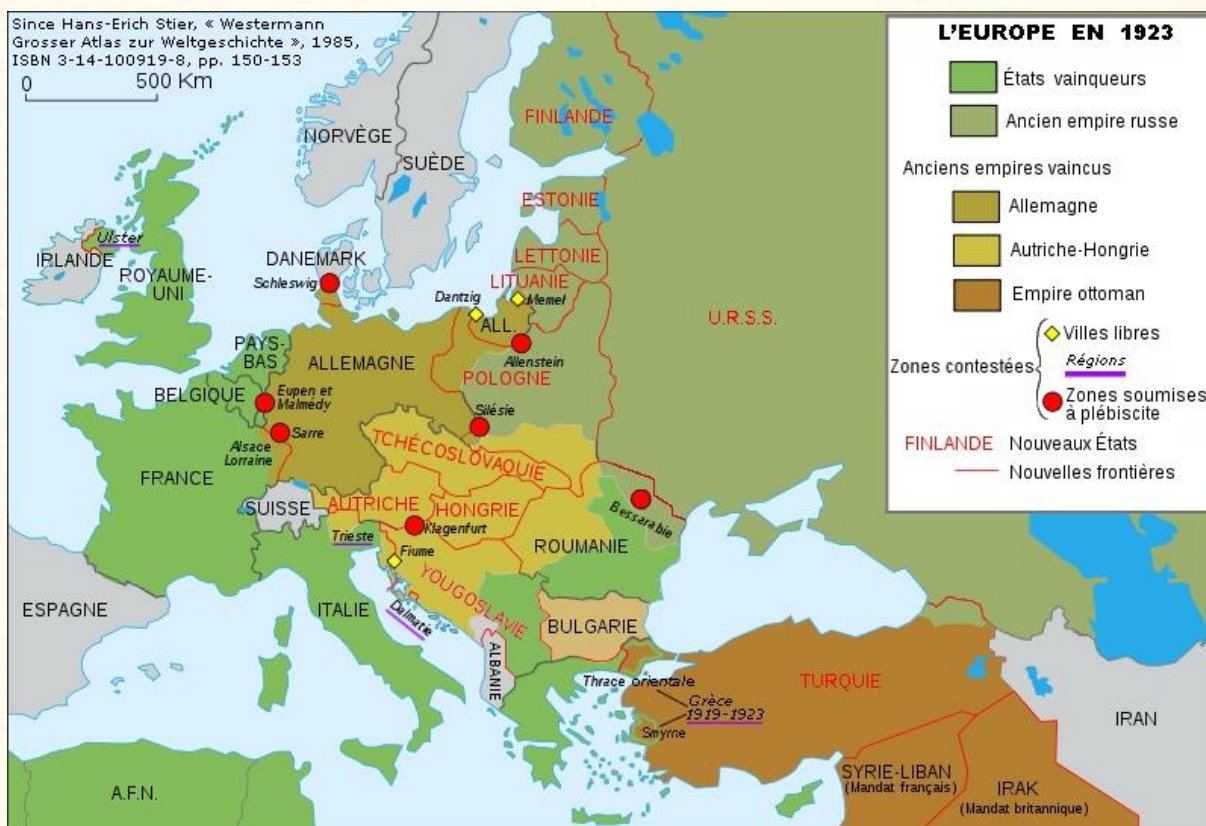 Since Hans-Erich Stier, « Westermann
Grosser Atlas zur Weltgeschichte », 1985,
ISBN 3-14-100919-8, pp. 150-153
0 500 Km
L'EUROPE EN 1923
États vainqueurs
Ancien empire russe
Anciens empires vaincus
Allemagne
Autriche-Hongrie
Empire ottoman
Zones contestées
Villes libres
Régions
Zones soumises
à plébiscite
FINLANDE Nouveaux États
Nouvelles frontières
NORVÈGE
SUÈDE
FINLANDE
ESTONIE
LETTONIE
LITUANIE
U.R.S.S.
Ulster
IRLANDE
ROYAUME-
UNI
DANEMARK
Schleswig
Dantzig
Memel
ALL.
Allenstein
PAYS-
BAS
ALLEMAGNE
POLOGNE
BELGIQUE
Eupen et
Malmédy
Silésie
Sarre
Alsace
Lorraine
TCHÉCOSLOVAQUIE
FRANCE
SUISSE
AUTRICHE
HONGRIE
Klagenfurt
Bessarabie
Trieste
Fiume
ROUMANIE
YOUGOSLAVIE
ESPAGNE
ITALIE
Dalmatie
BULGARIE
ALBANIE
Thrace orientale
Grèce
1919-1923
Smyrne
TURQUIE
IRAN
A.F.N.
SYRIE-LIBAN
(Mandat français)
IRAK
(Mandat britannique)